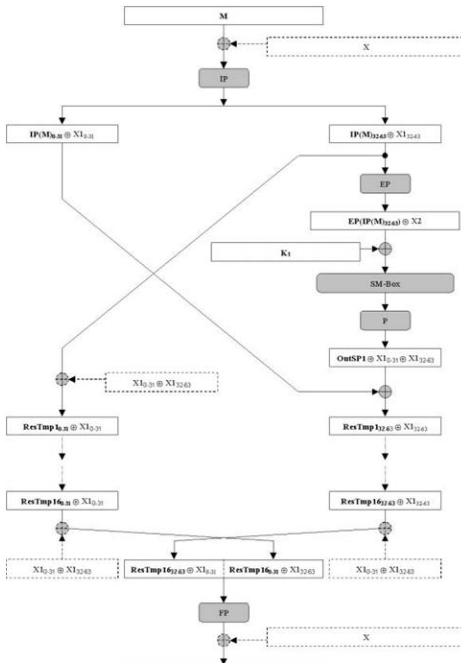 M
X
IP
IP(M)₀₋₃₁ ⊕ X1₀₋₃₁
IP(M)₃₂₋₆₃ ⊕ X1₃₂₋₆₃
EP
EP(IP(M)₃₂₋₆₃) ⊕ X2
K₁
SM-Box
P
OutSP1 ⊕ X1₀₋₃₁ ⊕ X1₃₂₋₆₃
X1₀₋₃₁ ⊕ X1₃₂₋₆₃
ResTmp1₀₋₃₁ ⊕ X1₀₋₃₁
ResTmp1₃₂₋₆₃ ⊕ X1₃₂₋₆₃
ResTmp16₀₋₃₁ ⊕ X1₀₋₃₁
ResTmp16₃₂₋₆₃ ⊕ X1₃₂₋₆₃
X1₀₋₃₁ ⊕ X1₃₂₋₆₃
ResTmp16₃₂₋₆₃ ⊕ X1₀₋₃₁
ResTmp16₀₋₃₁ ⊕ X1₃₂₋₆₃
X1₀₋₃₁ ⊕ X1₃₂₋₆₃
FP
X